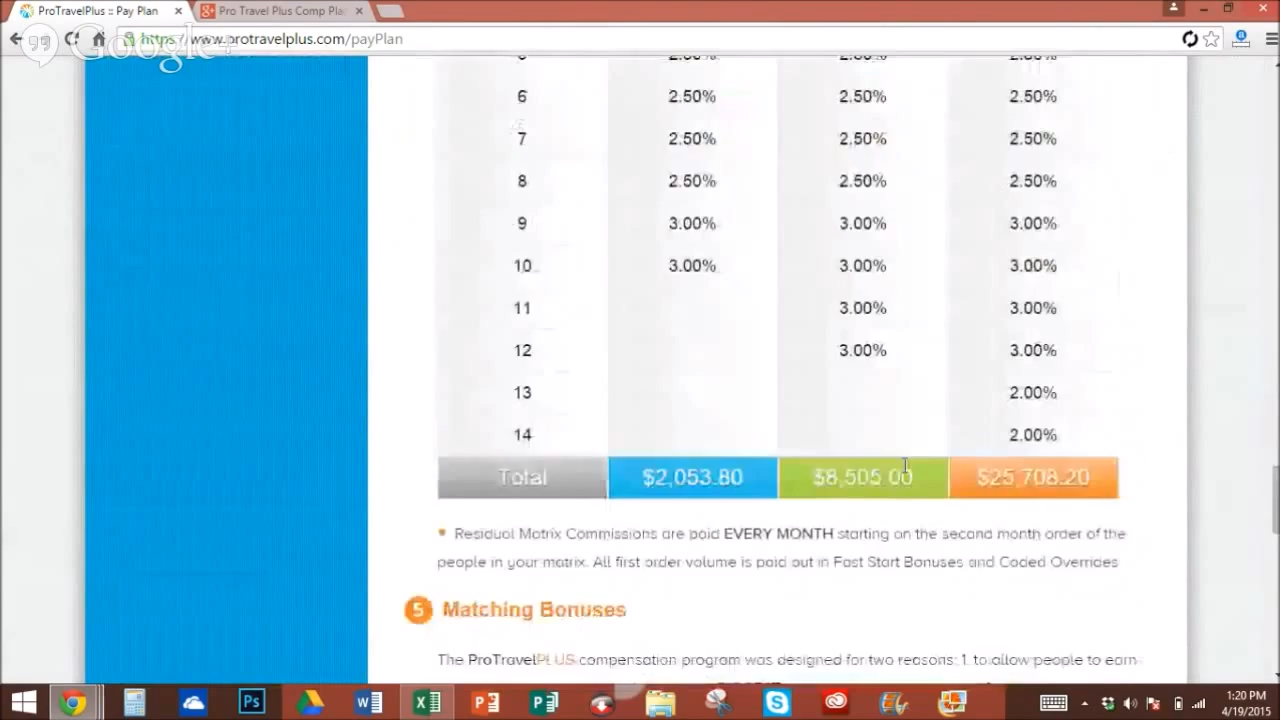 ProTravelPlus :: Pay Plan
Pro Travel Plus Comp Pla
Google+
https://www.protravelplus.com/payPlan
6 2.50% 2.50% 2.50%
7 2.50% 2.50% 2.50%
8 2.50% 2.50% 2.50%
9 3.00% 3.00% 3.00%
10 3.00% 3.00% 3.00%
11 3.00% 3.00%
12 3.00% 3.00%
13 2.00%
14 2.00%
Total $2,053.80 $8,505.00 $25,708.20
Residual Matrix Commissions are paid EVERY MONTH starting on the second month order of the
people in your matrix. All first order volume is paid out in Fast Start Bonuses and Coded Overrides
5 Matching Bonuses
The ProTravelPLUS compensation program was designed for two reasons: 1 to allow people to earn
Ps
1:20 PM
4/19/2015